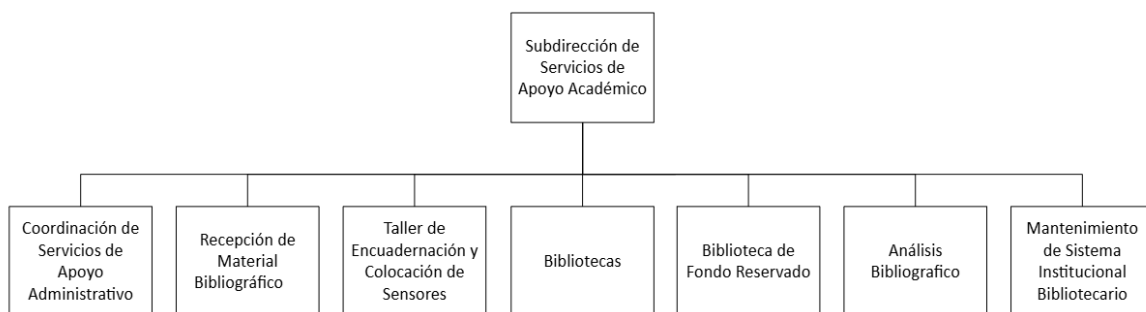 Subdirección de
Servicios de
Apoyo Académico
Coordinación de
Servicios de
Apoyo
Administrativo
Recepción de
Material
Bibliográfico
Taller de
Encuadernación y
Colocación de
Sensores
Bibliotecas
Biblioteca de
Fondo Reservado
Análisis
Bibliografico
Mantenimiento
de Sistema
Institucional
Bibliotecario